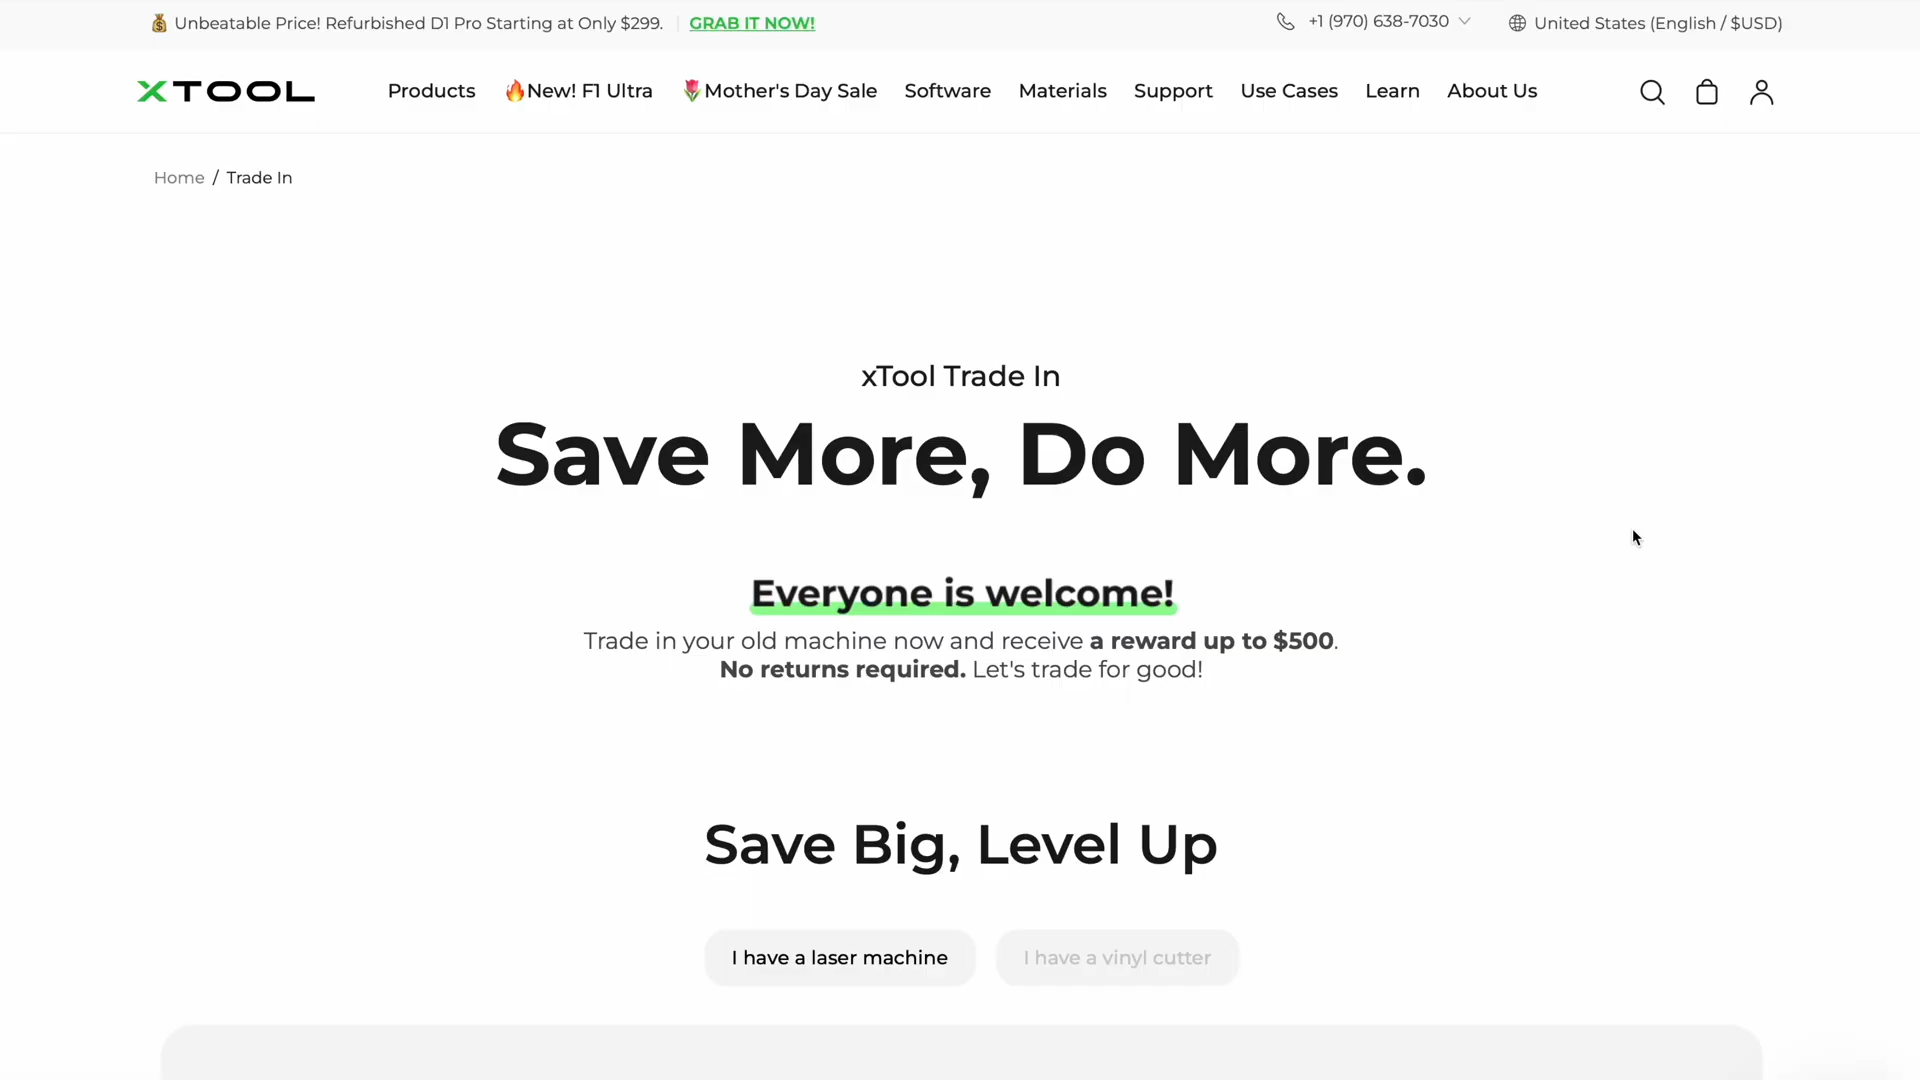 Unbeatable Price! Refurbished D1 Pro Starting at Only $299. GRAB IT NOW! +1 (970) 638-7030 United States (English / $USD)
XTOOL Products New! F1 Ultra Mother's Day Sale Software Materials Support Use Cases Learn About Us
Home / Trade In
xTool Trade In
Save More, Do More.
Everyone is welcome!
Trade in your old machine now and receive a reward up to $500.
No returns required. Let's trade for good!
Save Big, Level Up
I have a laser machine I have a vinyl cutter